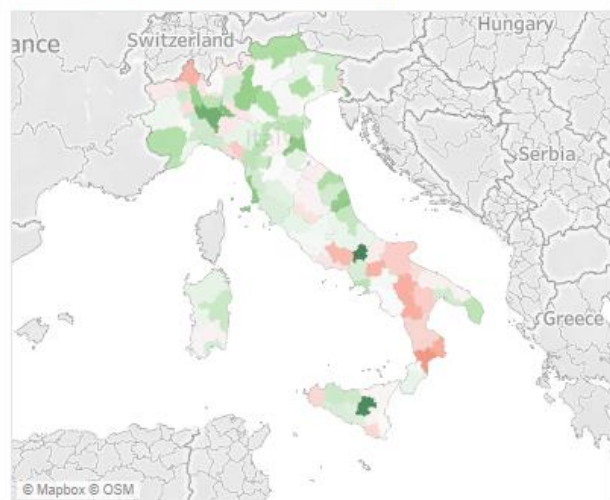 Hungary
ance
Switzerland
Serbia
Greece
© Mapbox © OSM